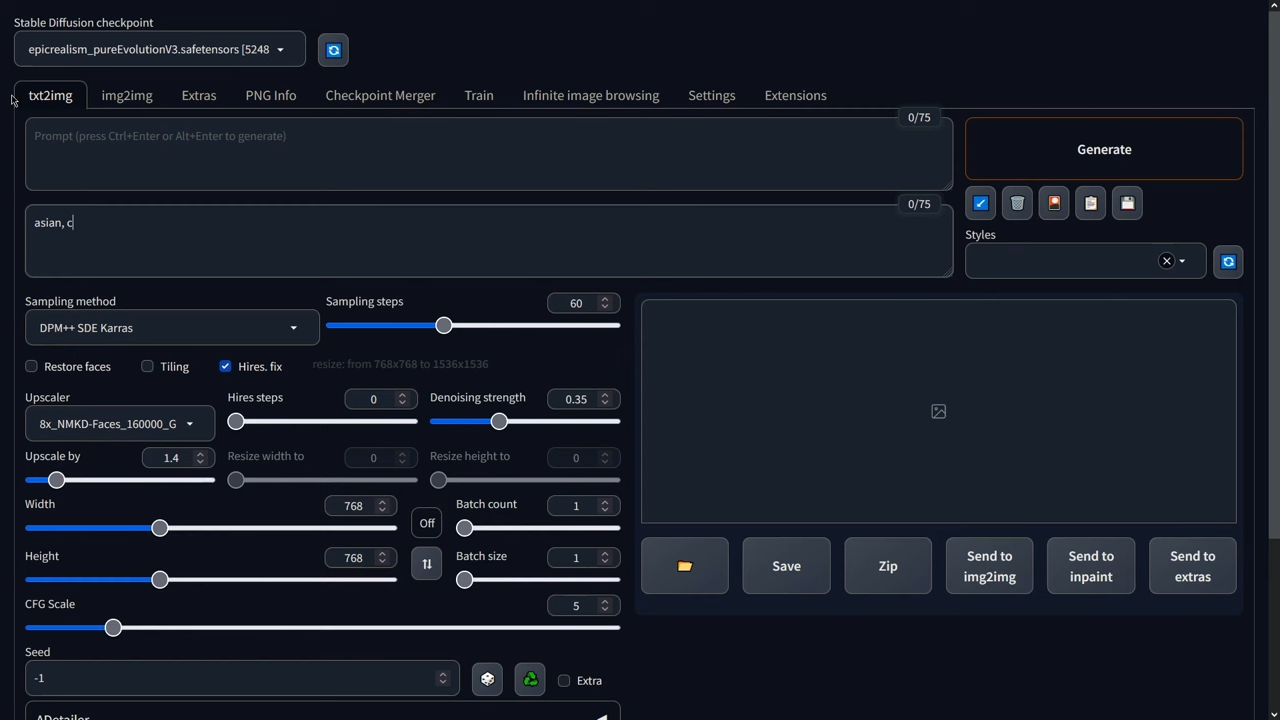 Stable Diffusion checkpoint
epicrealism_pureEvolutionV3.safetensors [5248
txt2img img2img Extras PNG Info Checkpoint Merger Train Infinite image browsing Settings Extensions
Prompt (press Ctrl+Enter or Alt+Enter to generate)
0/75
Generate
asian, c
0/75
Styles
Sampling method
DPM++ SDE Karras
Sampling steps
60
Restore faces Tiling Hires. fix resize: from 768x768 to 1536x1536
Upscaler
8x_NMKD-Faces_160000_G
Hires steps
0
Denoising strength
0.35
Upscale by
1.4
Resize width to
0
Resize height to
0
Width
768
Off
Batch count
1
Height
768
Batch size
1
CFG Scale
5
Save
Zip
Send to
img2img
Send to
inpaint
Send to
extras
Seed
-1
Extra
ADetailer